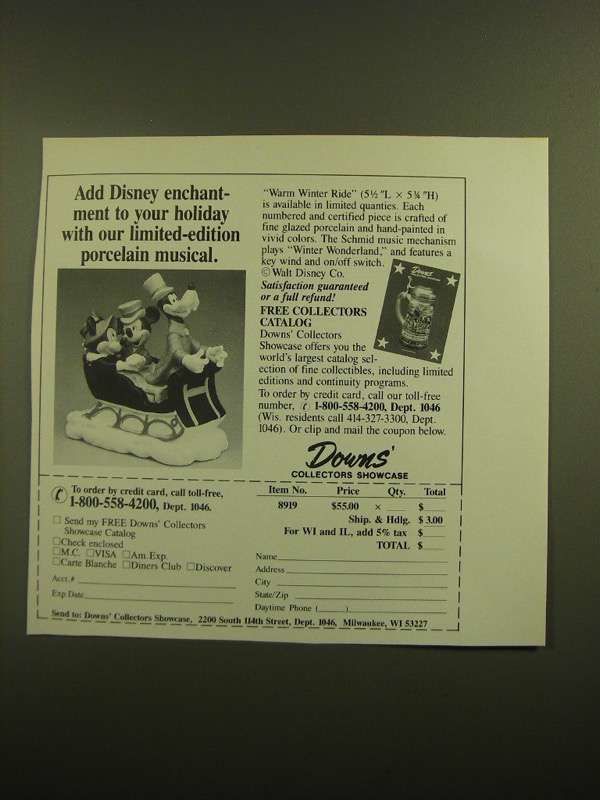 Add Disney enchant-
ment to your holiday
with our limited-edition
porcelain musical.
"Warm Winter Ride" (5½"L × 5¾"H)
is available in limited quanties. Each
numbered and certified piece is crafted of
fine glazed porcelain and hand-painted in
vivid colors. The Schmid music mechanism
plays "Winter Wonderland," and features a
key wind and on/off switch.
©Walt Disney Co.
Satisfaction guaranteed
or a full refund!
FREE COLLECTORS
CATALOG
Downs' Collectors
Showcase offers you the
world's largest catalog sel-
ection of fine collectibles, including limited
editions and continuity programs.
To order by credit card, call our toll-free
number, ✆ 1-800-558-4200, Dept. 1046
(Wis. residents call 414-327-3300, Dept.
1046). Or clip and mail the coupon below.
Downs
Downs'
COLLECTORS SHOWCASE
✆ To order by credit card, call toll-free,
1-800-558-4200, Dept. 1046.
☐ Send my FREE Downs' Collectors
Showcase Catalog
☐Check enclosed
☐M.C. ☐VISA ☐Am.Exp.
☐Carte Blanche ☐Diners Club ☐Discover
Acct.#
Exp.Date
Item No. Price Qty. Total
8919 $55.00 × $
Ship. & Hdlg. $ 3.00
For WI and IL, add 5% tax $
TOTAL $
Name
Address
City
State/Zip
Daytime Phone ( )
Send to: Downs' Collectors Showcase, 2200 South 114th Street, Dept. 1046, Milwaukee, WI 53227